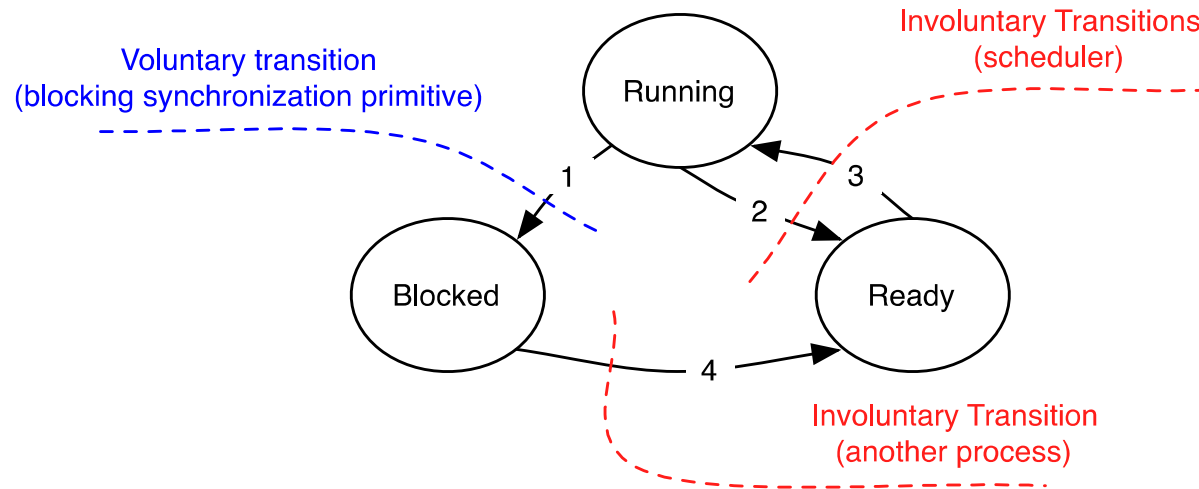 Voluntary transition
(blocking synchronization primitive)
Involuntary Transitions
(scheduler)
Running
1
2
3
Blocked
Ready
4
Involuntary Transition
(another process)